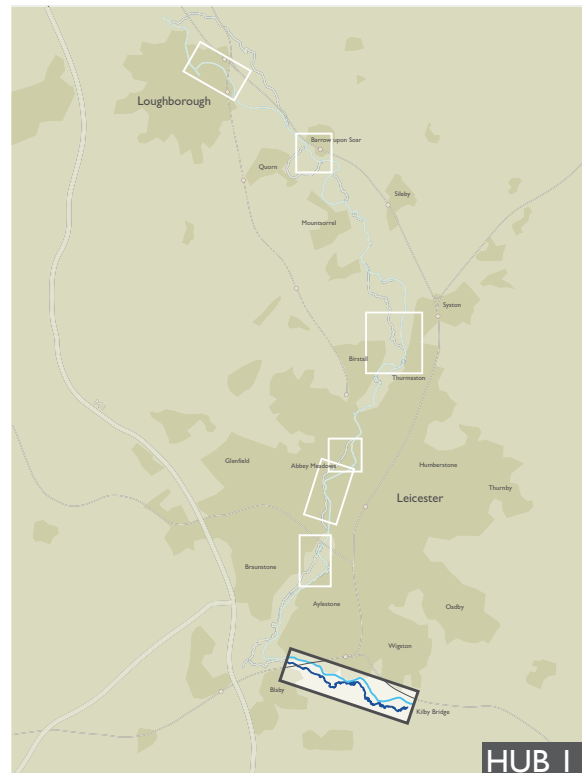 Loughborough
Barrow upon Soar
Quorn
Sileby
Mountsorrel
Syston
Birstall
Thurmaston
Glenfield
Abbey Meadows
Humberstone
Thurnby
Leicester
Braunstone
Aylestone
Oadby
Wigston
Blaby
Kilby Bridge
HUB 1